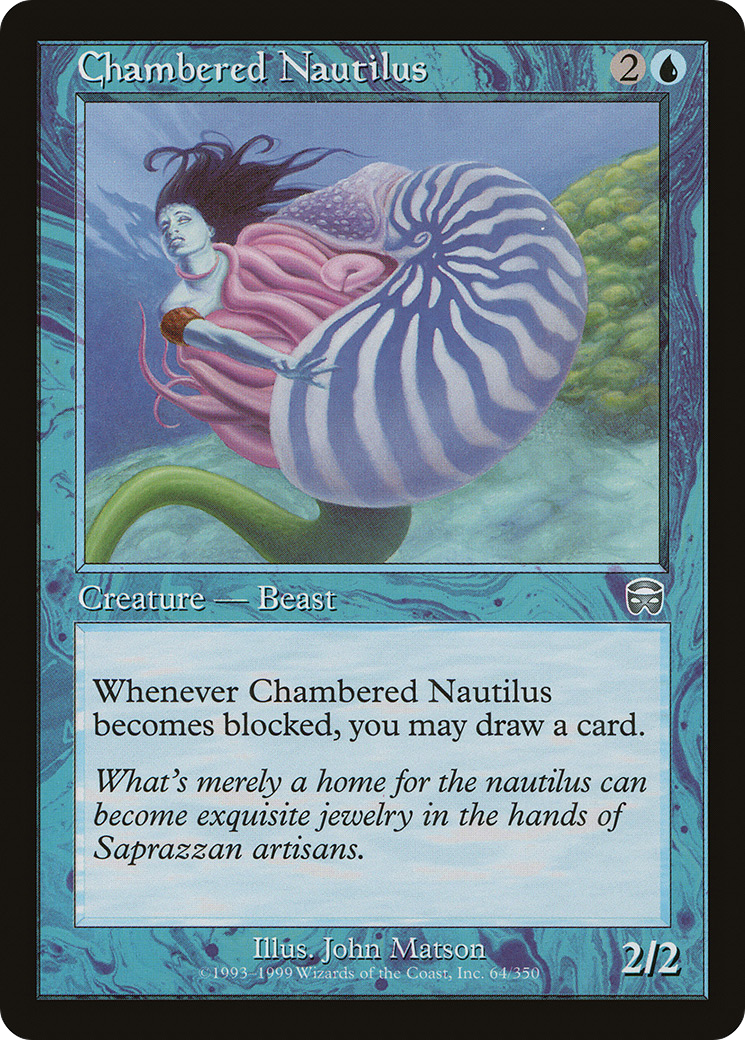 Chambered Nautilus
2
Creature — Beast
Whenever Chambered Nautilus
becomes blocked, you may draw a card.
What's merely a home for the nautilus can
become exquisite jewelry in the hands of
Saprazzan artisans.
Illus. John Matson
©1993–1999 Wizards of the Coast, Inc. 64/350
2/2